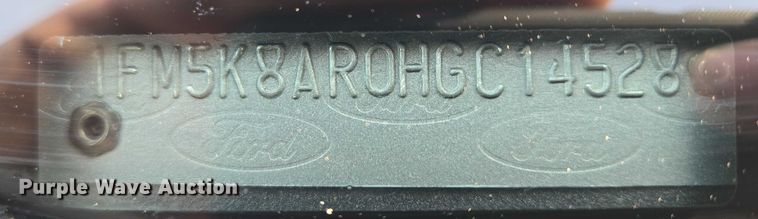 1FM5K8AR0HGC14528
Ford Ford
Purple Wave Auction